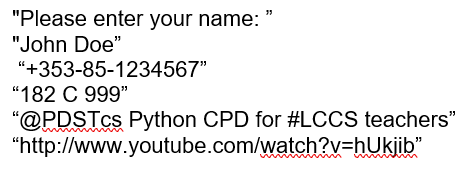 "Please enter your name: ”
"John Doe”
“+353-85-1234567”
“182 C 999”
“@PDSTcs Python CPD for #LCCS teachers”
“http://www.youtube.com/watch?v=hUkjib”